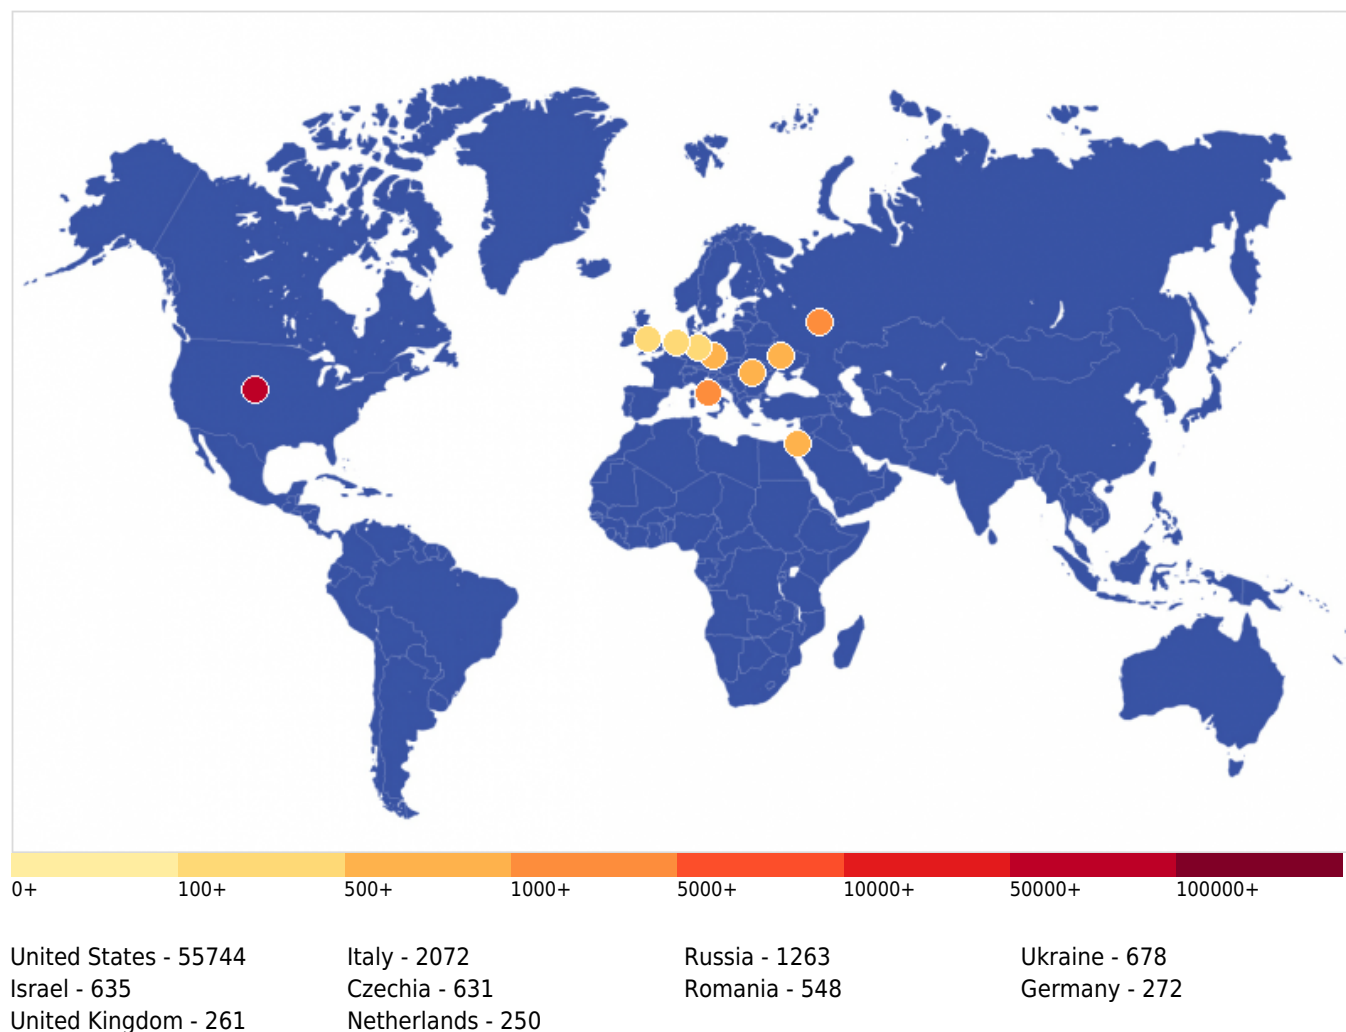 0+ 100+ 500+ 1000+ 5000+ 10000+ 50000+ 100000+
United States - 55744 Italy - 2072 Russia - 1263 Ukraine - 678
Israel - 635 Czechia - 631 Romania - 548 Germany - 272
United Kingdom - 261 Netherlands - 250